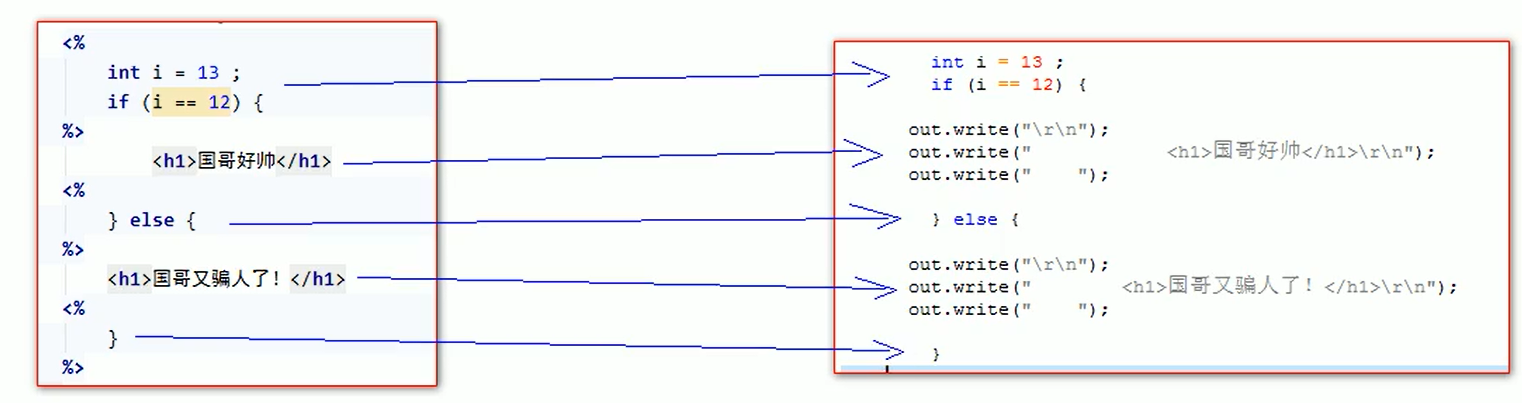 <%
int i = 13 ;
if (i == 12) {
%>
<h1>国哥好帅</h1>
<%
} else {
%>
<h1>国哥又骗人了！</h1>
<%
}
%>
int i = 13 ;
if (i == 12) {
out.write("\r\n");
out.write("            <h1>国哥好帅</h1>\r\n");
out.write("    ");
} else {
out.write("\r\n");
out.write("        <h1>国哥又骗人了！</h1>\r\n");
out.write("    ");
}